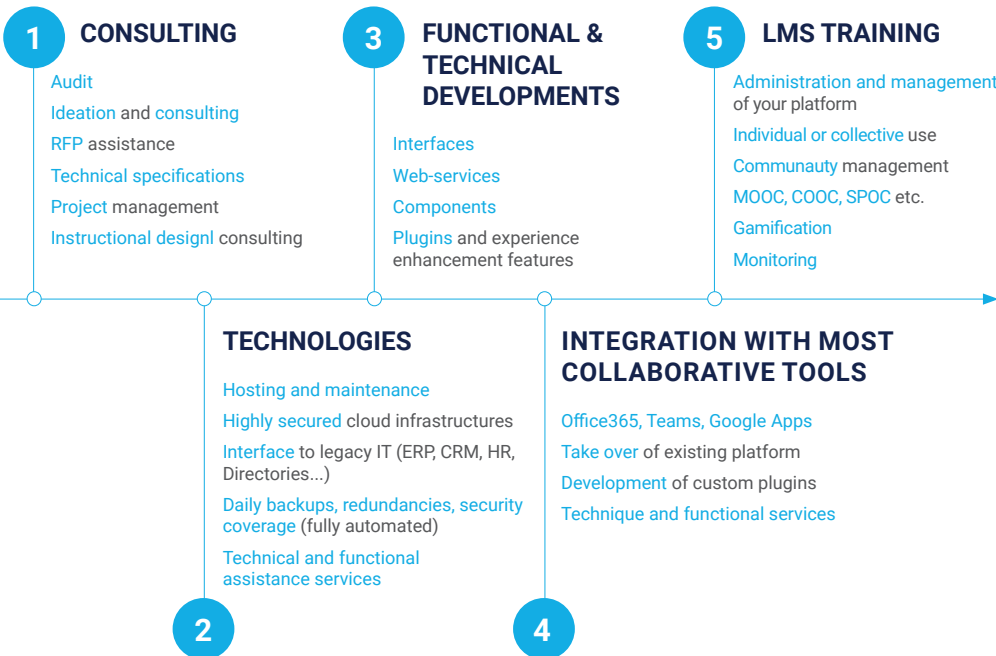 1
CONSULTING
Audit
Ideation and consulting
RFP assistance
Technical specifications
Project management
Instructional designl consulting
TECHNOLOGIES
Hosting and maintenance
Highly secured cloud infrastructures
Interface to legacy IT (ERP, CRM, HR,
Directories...)
Daily backups, redundancies, security
coverage (fully automated)
Technical and functional
assistance services
2
3
FUNCTIONAL &
TECHNICAL
DEVELOPMENTS
Interfaces
Web-services
Components
Plugins and experience
enhancement features
INTEGRATION WITH MOST
COLLABORATIVE TOOLS
Office365, Teams, Google Apps
Take over of existing platform
Development of custom plugins
Technique and functional services
4
5
LMS TRAINING
Administration and management
of your platform
Individual or collective use
Communauty management
MOOC, COOC, SPOC etc.
Gamification
Monitoring